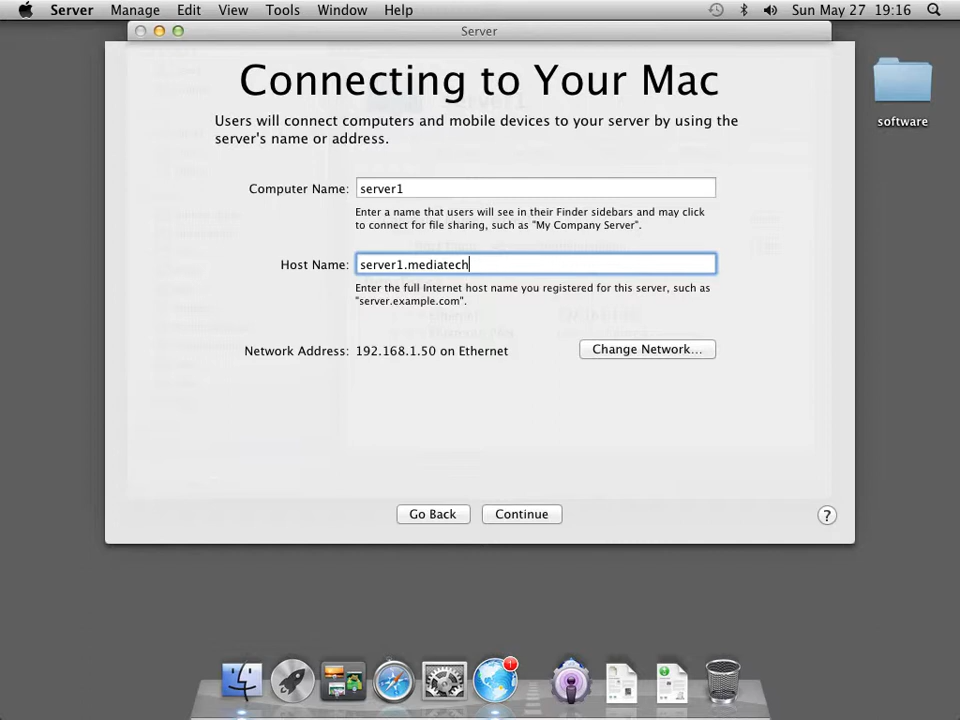 Server Manage Edit View Tools Window Help Sun May 27 19:16
Server
Connecting to Your Mac
Users will connect computers and mobile devices to your server by using the
server's name or address.
Computer Name: server1
Enter a name that users will see in their Finder sidebars and may click
to connect for file sharing, such as "My Company Server".
Host Name: server1.mediatech
Enter the full Internet host name you registered for this server, such as
"server.example.com".
Network Address: 192.168.1.50 on Ethernet Change Network...
Go Back Continue ?
software